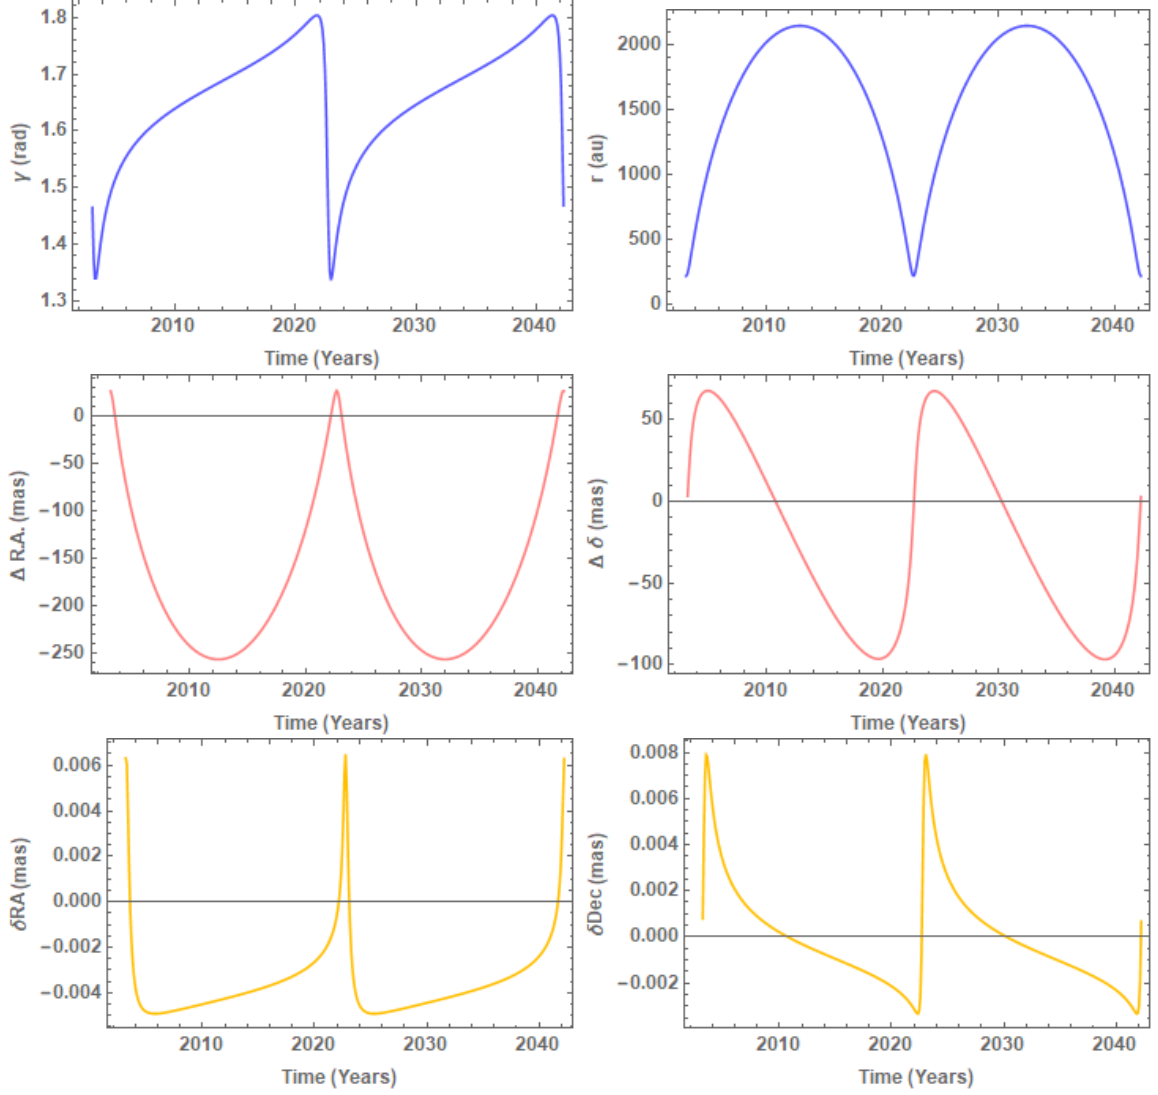 γ (rad)
1.8
1.7
1.6
1.5
1.4
1.3
2010 2020 2030 2040
Time (Years)
r (au)
2000
1500
1000
500
0
2010 2020 2030 2040
Time (Years)
Δ R.A. (mas)
0
−50
−100
−150
−200
−250
2010 2020 2030 2040
Time (Years)
Δ δ (mas)
50
0
−50
−100
2010 2020 2030 2040
Time (Years)
δRA (mas)
0.006
0.004
0.002
0.000
−0.002
−0.004
2010 2020 2030 2040
Time (Years)
δDec (mas)
0.008
0.006
0.004
0.002
0.000
−0.002
2010 2020 2030 2040
Time (Years)